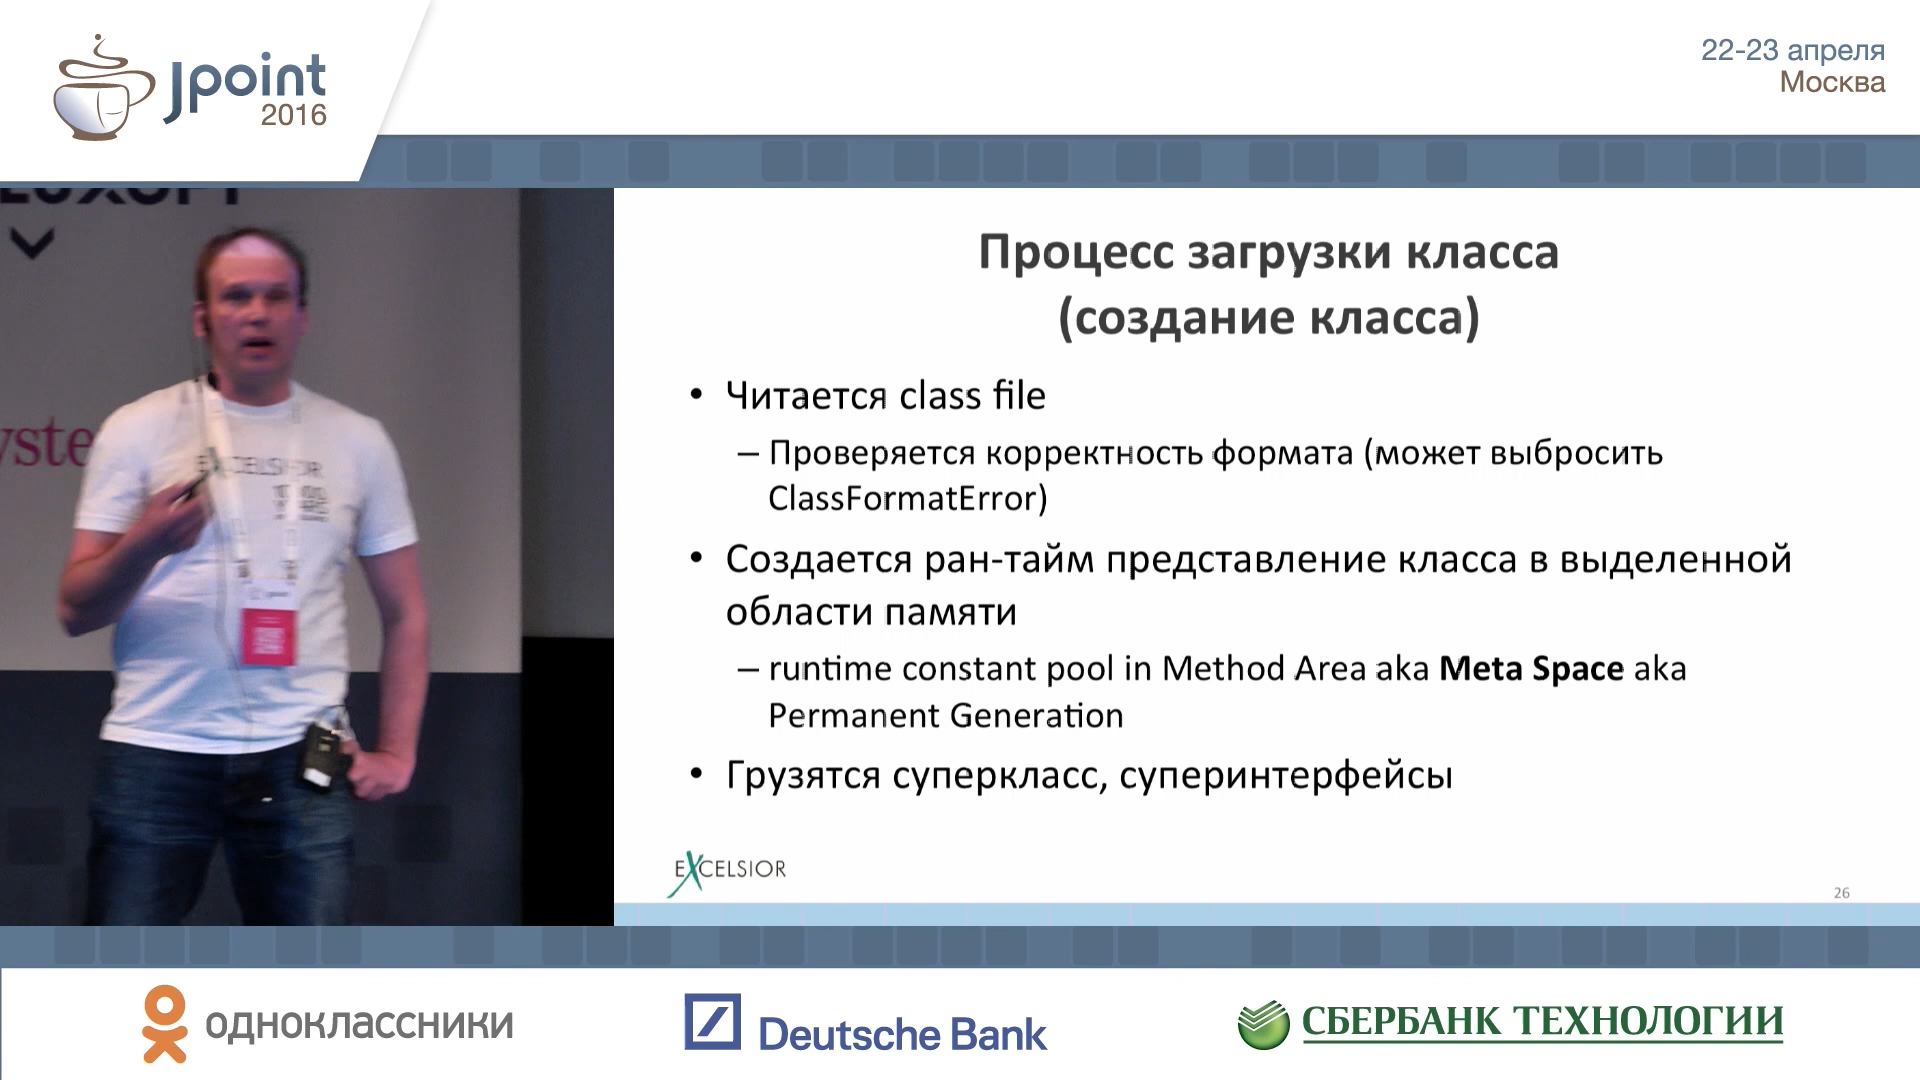 Jpoint
2016
22-23 апреля
Москва
Процесс загрузки класса
(создание класса)
• Читается class file
– Проверяется корректность формата (может выбросить
ClassFormatError)
• Создается ран-тайм представление класса в выделенной
области памяти
– runtime constant pool in Method Area aka Meta Space aka
Permanent Generation
• Грузятся суперкласс, суперинтерфейсы
EXCELSIOR
26
EXCELSIOR
одноклассники
Deutsche Bank
СБЕРБАНК ТЕХНОЛОГИИ